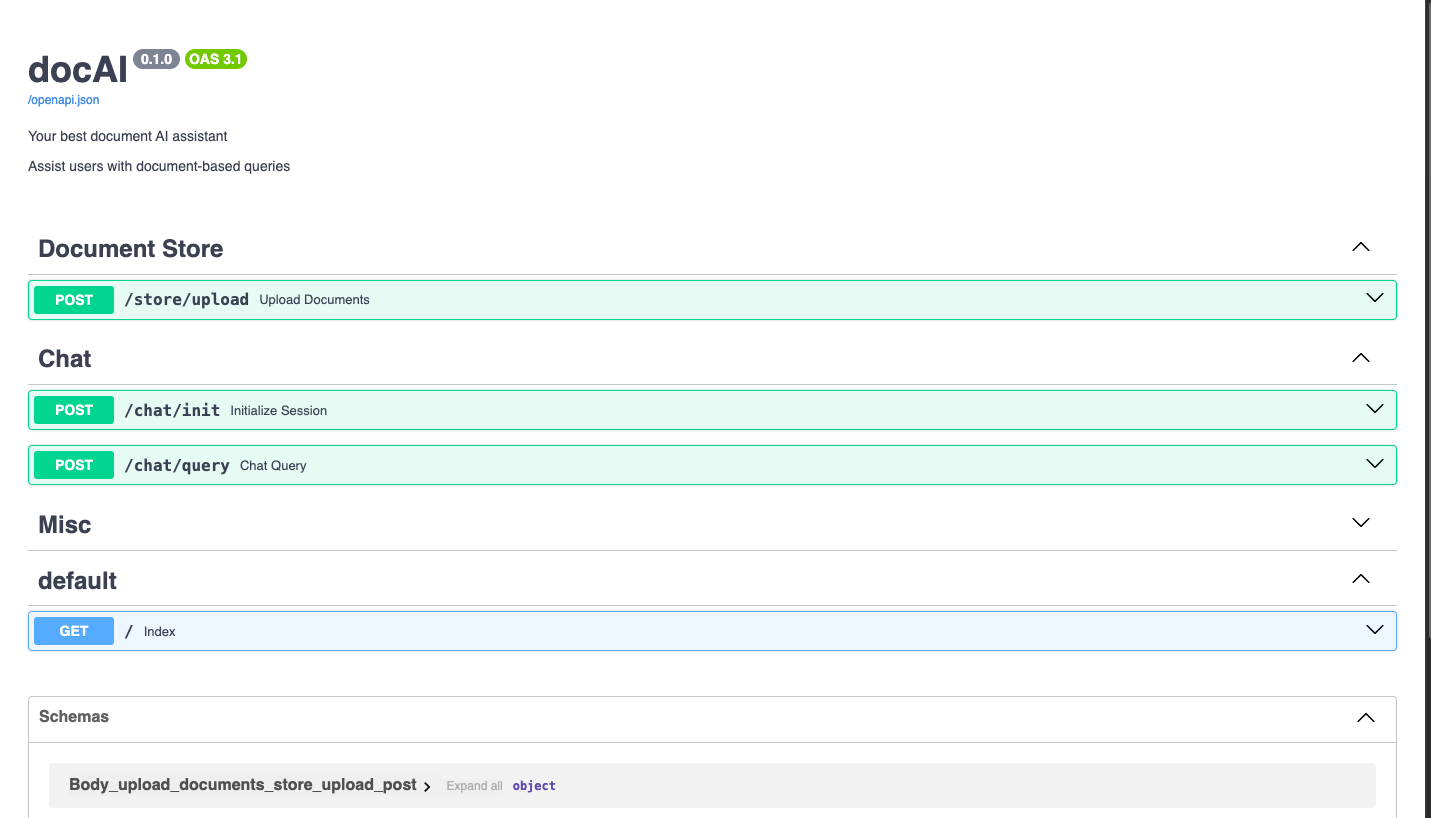 docAI 0.1.0 OAS 3.1
/openapi.json
Your best document AI assistant
Assist users with document-based queries
Document Store
POST /store/upload Upload Documents
Chat
POST /chat/init Initialize Session
POST /chat/query Chat Query
Misc
default
GET / Index
Schemas
Body_upload_documents_store_upload_post Expand all object